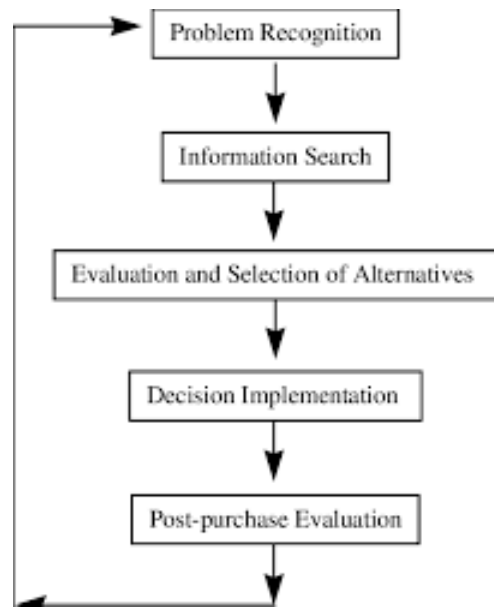 Problem Recognition
Information Search
Evaluation and Selection of Alternatives
Decision Implementation
Post-purchase Evaluation